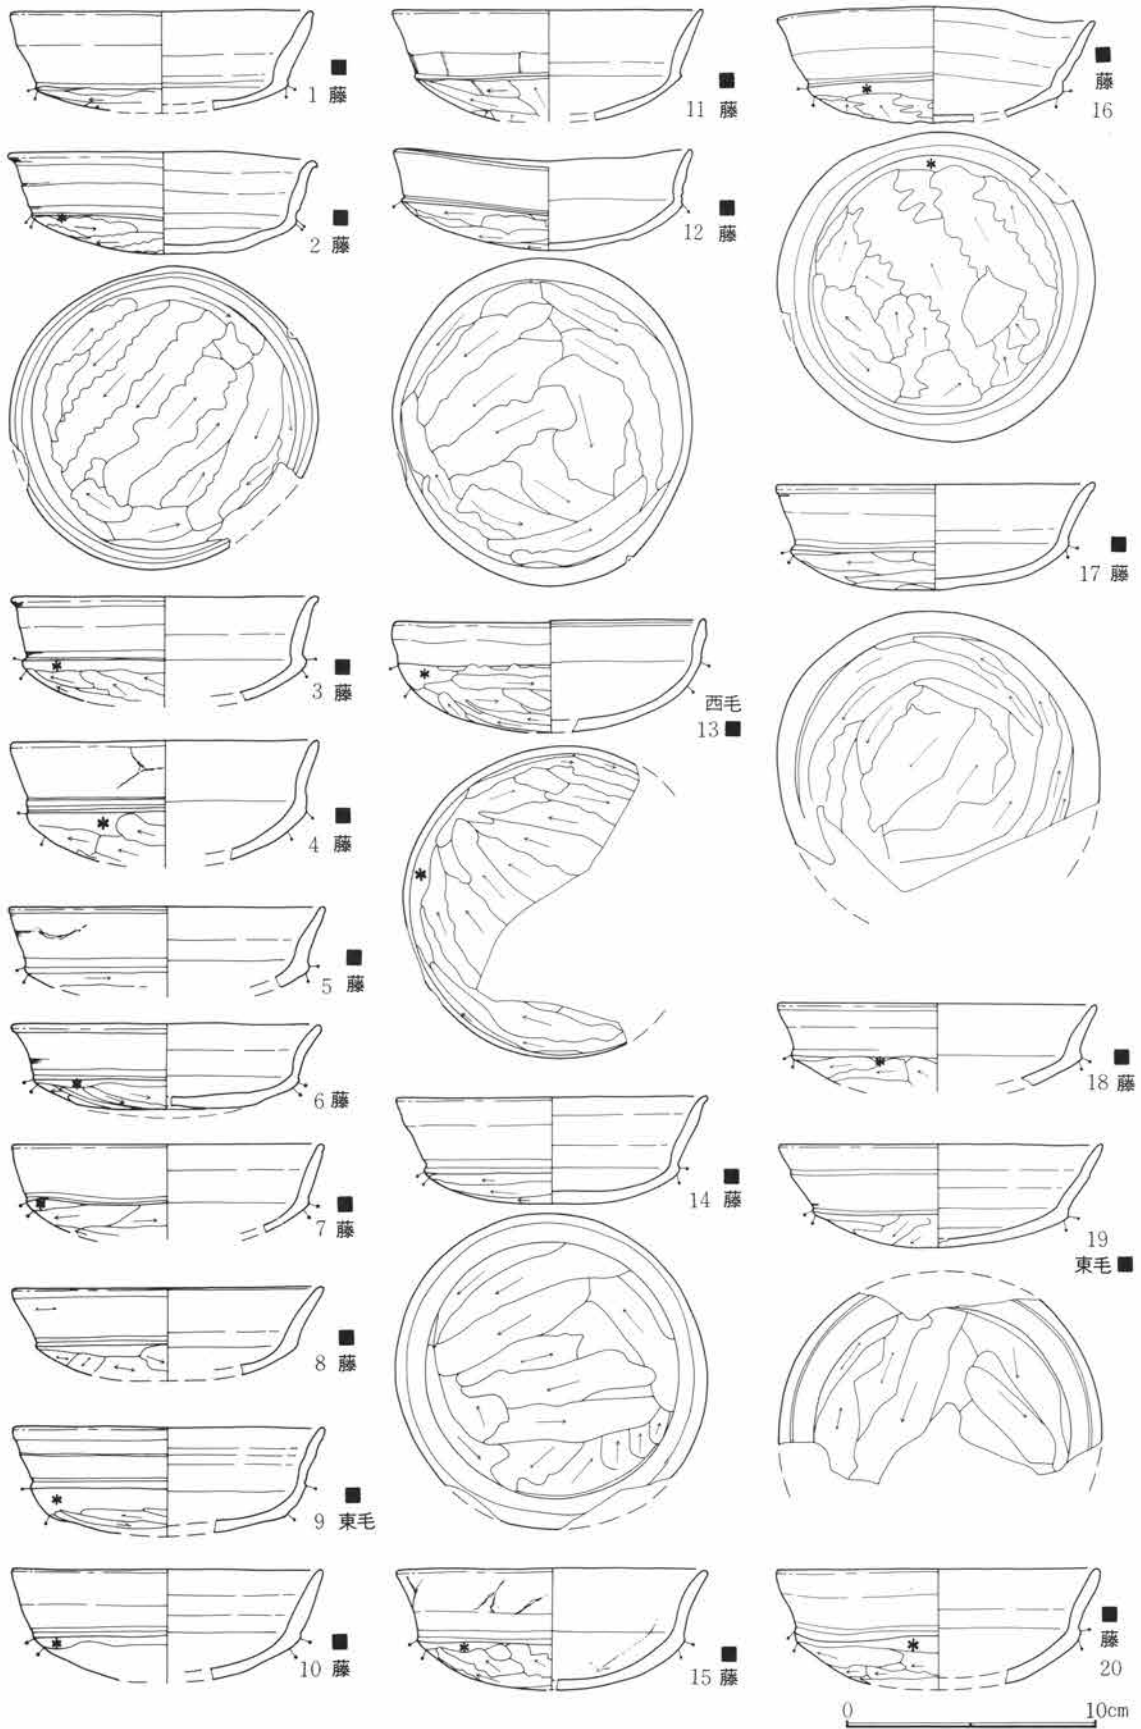 ■
1 藤
■
2 藤
■
3 藤
■
4 藤
■
5 藤
■
6 藤
■
7 藤
■
8 藤
■
9 東毛
■
10 藤
■
11 藤
■
12 藤
西毛
13 ■
■
14 藤
■
15 藤
■
藤
16
■
17 藤
■
18 藤
19
東毛 ■
■
藤
20
0 10cm